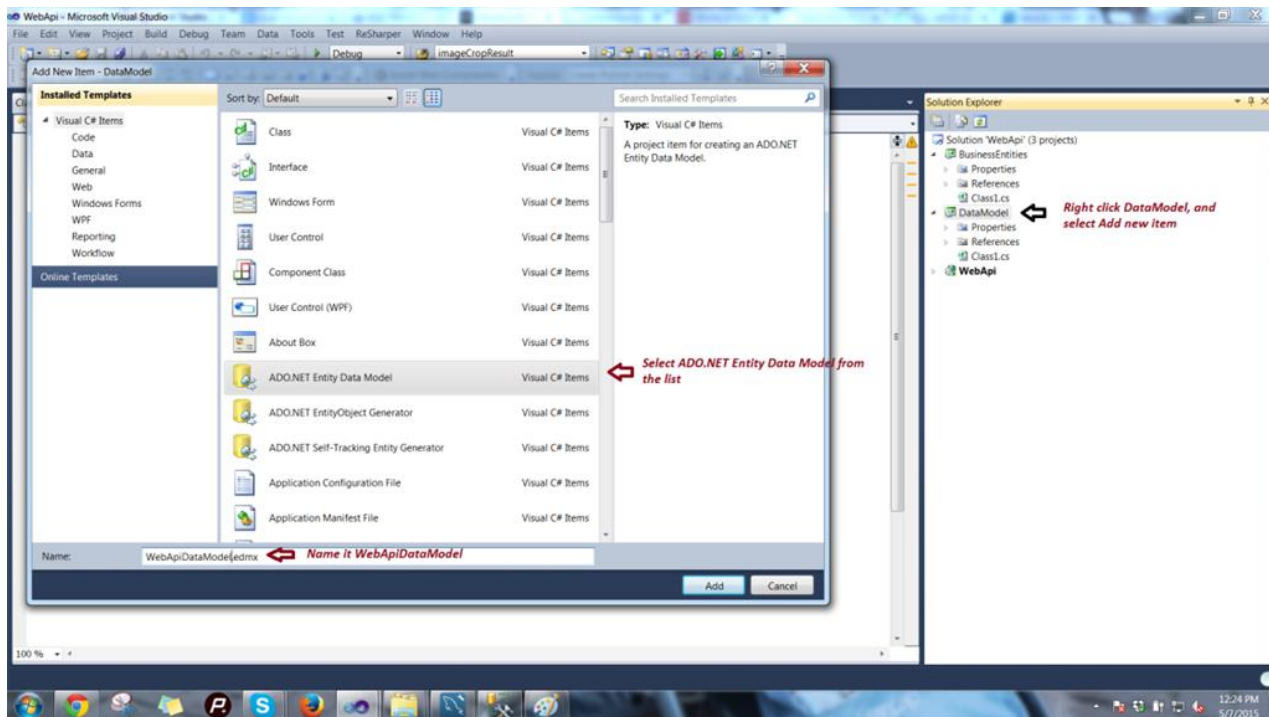 WebApi - Microsoft Visual Studio
File Edit View Project Build Debug Team Data Tools Test ReSharper Window Help
Debug imageCropResult
Add New Item - DataModel
Installed Templates
Visual C# Items
Code
Data
General
Web
Windows Forms
WPF
Reporting
Workflow
Online Templates
Sort by: Default
Class Visual C# Items
Interface Visual C# Items
Windows Form Visual C# Items
User Control Visual C# Items
Component Class Visual C# Items
User Control (WPF) Visual C# Items
About Box Visual C# Items
ADO.NET Entity Data Model Visual C# Items
ADO.NET EntityObject Generator Visual C# Items
ADO.NET Self-Tracking Entity Generator Visual C# Items
Application Configuration File Visual C# Items
Application Manifest File Visual C# Items
Search Installed Templates
Type: Visual C# Items
A project item for creating an ADO.NET
Entity Data Model.
Select ADO.NET Entity Data Model from
the list
Name: WebApiDataModel.edmx
Name it WebApiDataModel
Add Cancel
100 %
Solution Explorer
Solution 'WebApi' (3 projects)
BusinessEntities
Properties
References
Class1.cs
DataModel
Properties
References
Class1.cs
WebApi
Right click DataModel, and
select Add new item
12:24 PM
5/7/2015